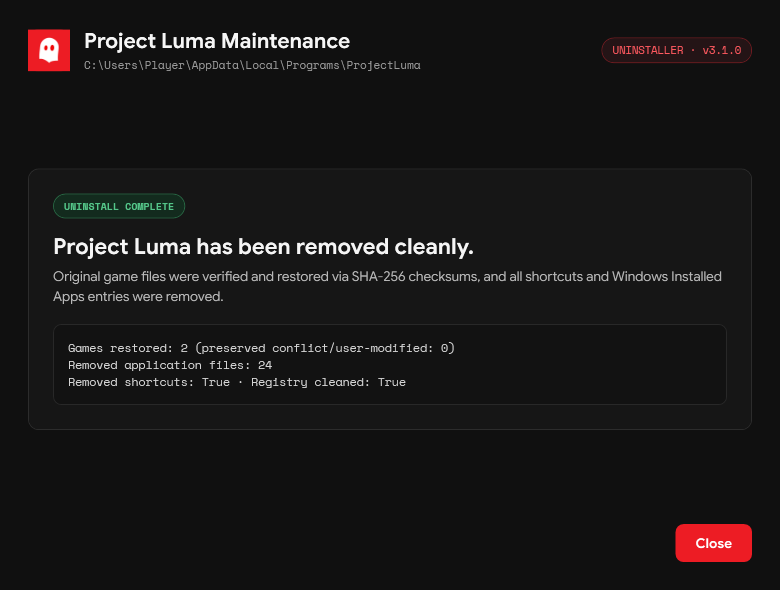 Project Luma Maintenance
C:\Users\Player\AppData\Local\Programs\ProjectLuma
UNINSTALLER · v3.1.0
UNINSTALL COMPLETE
Project Luma has been removed cleanly.
Original game files were verified and restored via SHA-256 checksums, and all shortcuts and Windows Installed
Apps entries were removed.
Games restored: 2 (preserved conflict/user-modified: 0)
Removed application files: 24
Removed shortcuts: True · Registry cleaned: True
Close